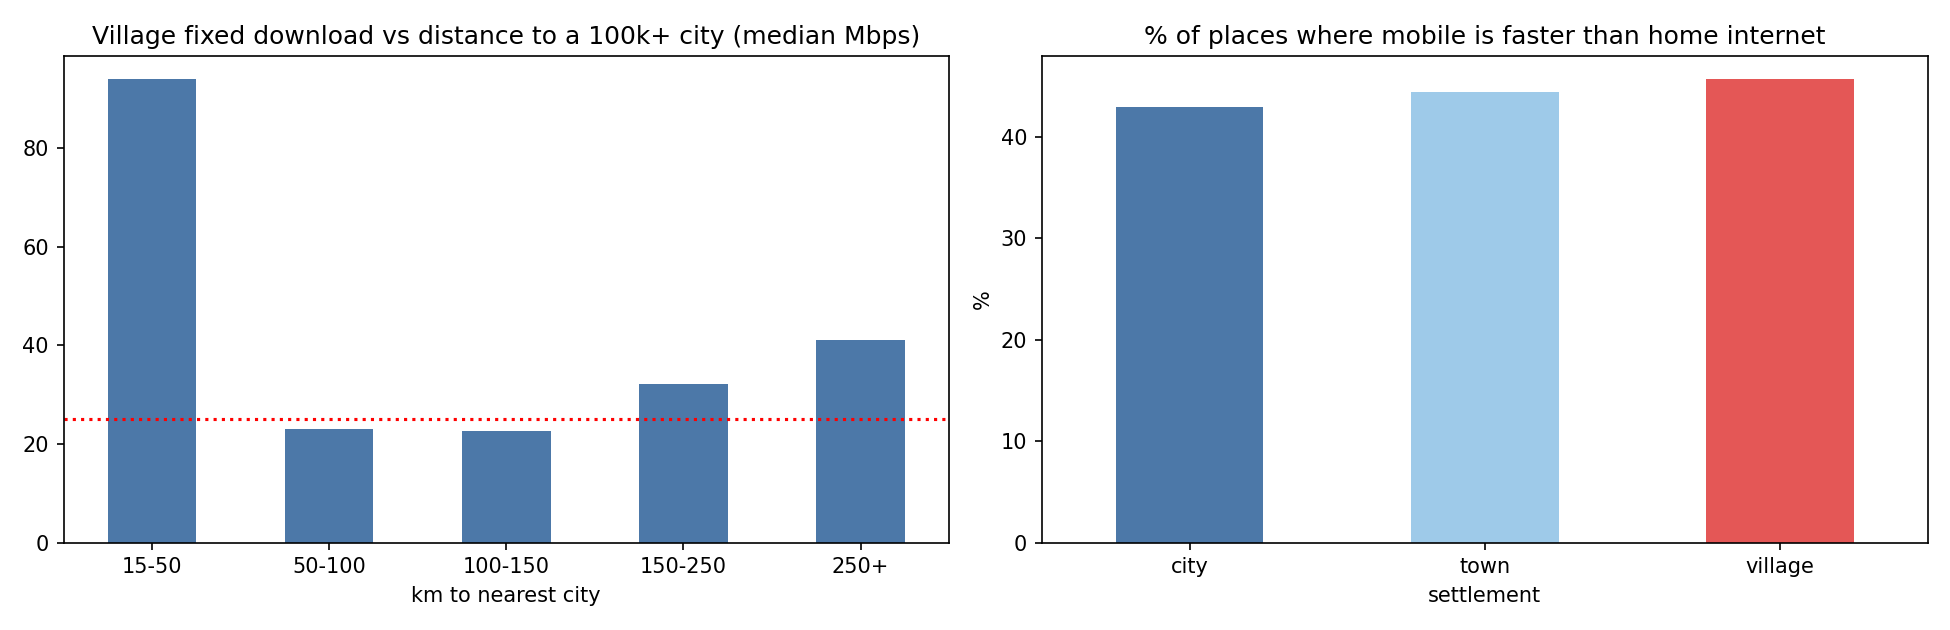 Village fixed download vs distance to a 100k+ city (median Mbps)
80
60
40
20
0
15-50
50-100
100-150
150-250
250+
km to nearest city
% of places where mobile is faster than home internet
%
40
30
20
10
0
city
town
village
settlement